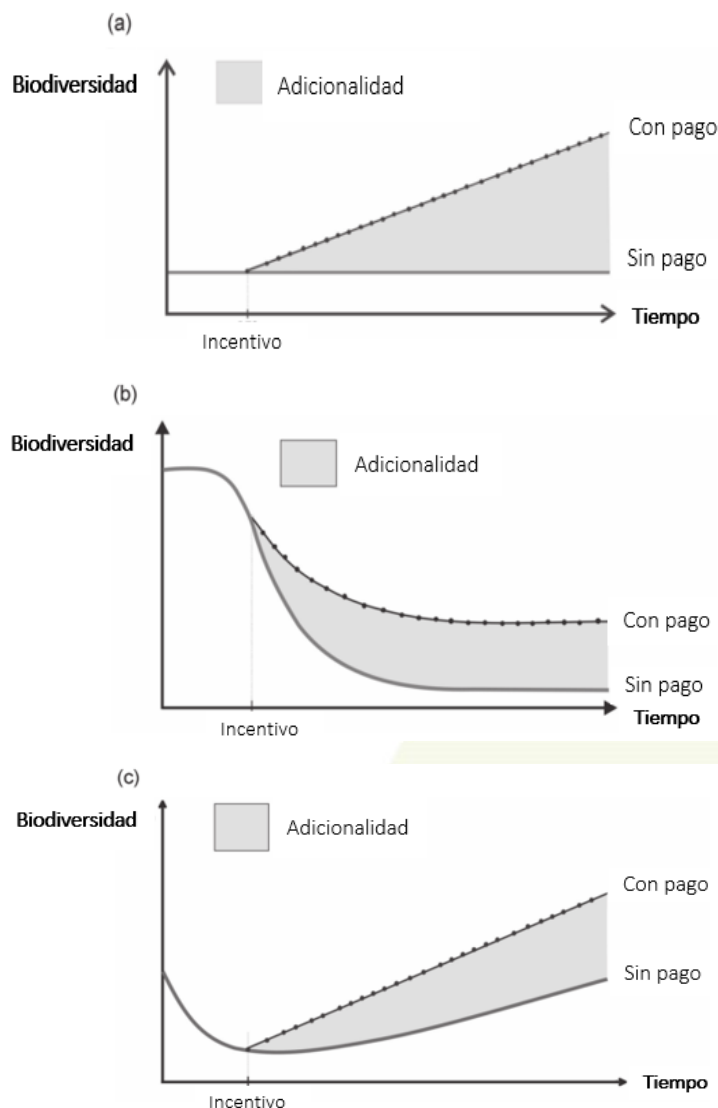 (a)
Biodiversidad
Adicionalidad
Con pago
Sin pago
Tiempo
Incentivo
(b)
Biodiversidad
Adicionalidad
Con pago
Sin pago
Tiempo
Incentivo
(c)
Biodiversidad
Adicionalidad
Con pago
Sin pago
Tiempo
Incentivo